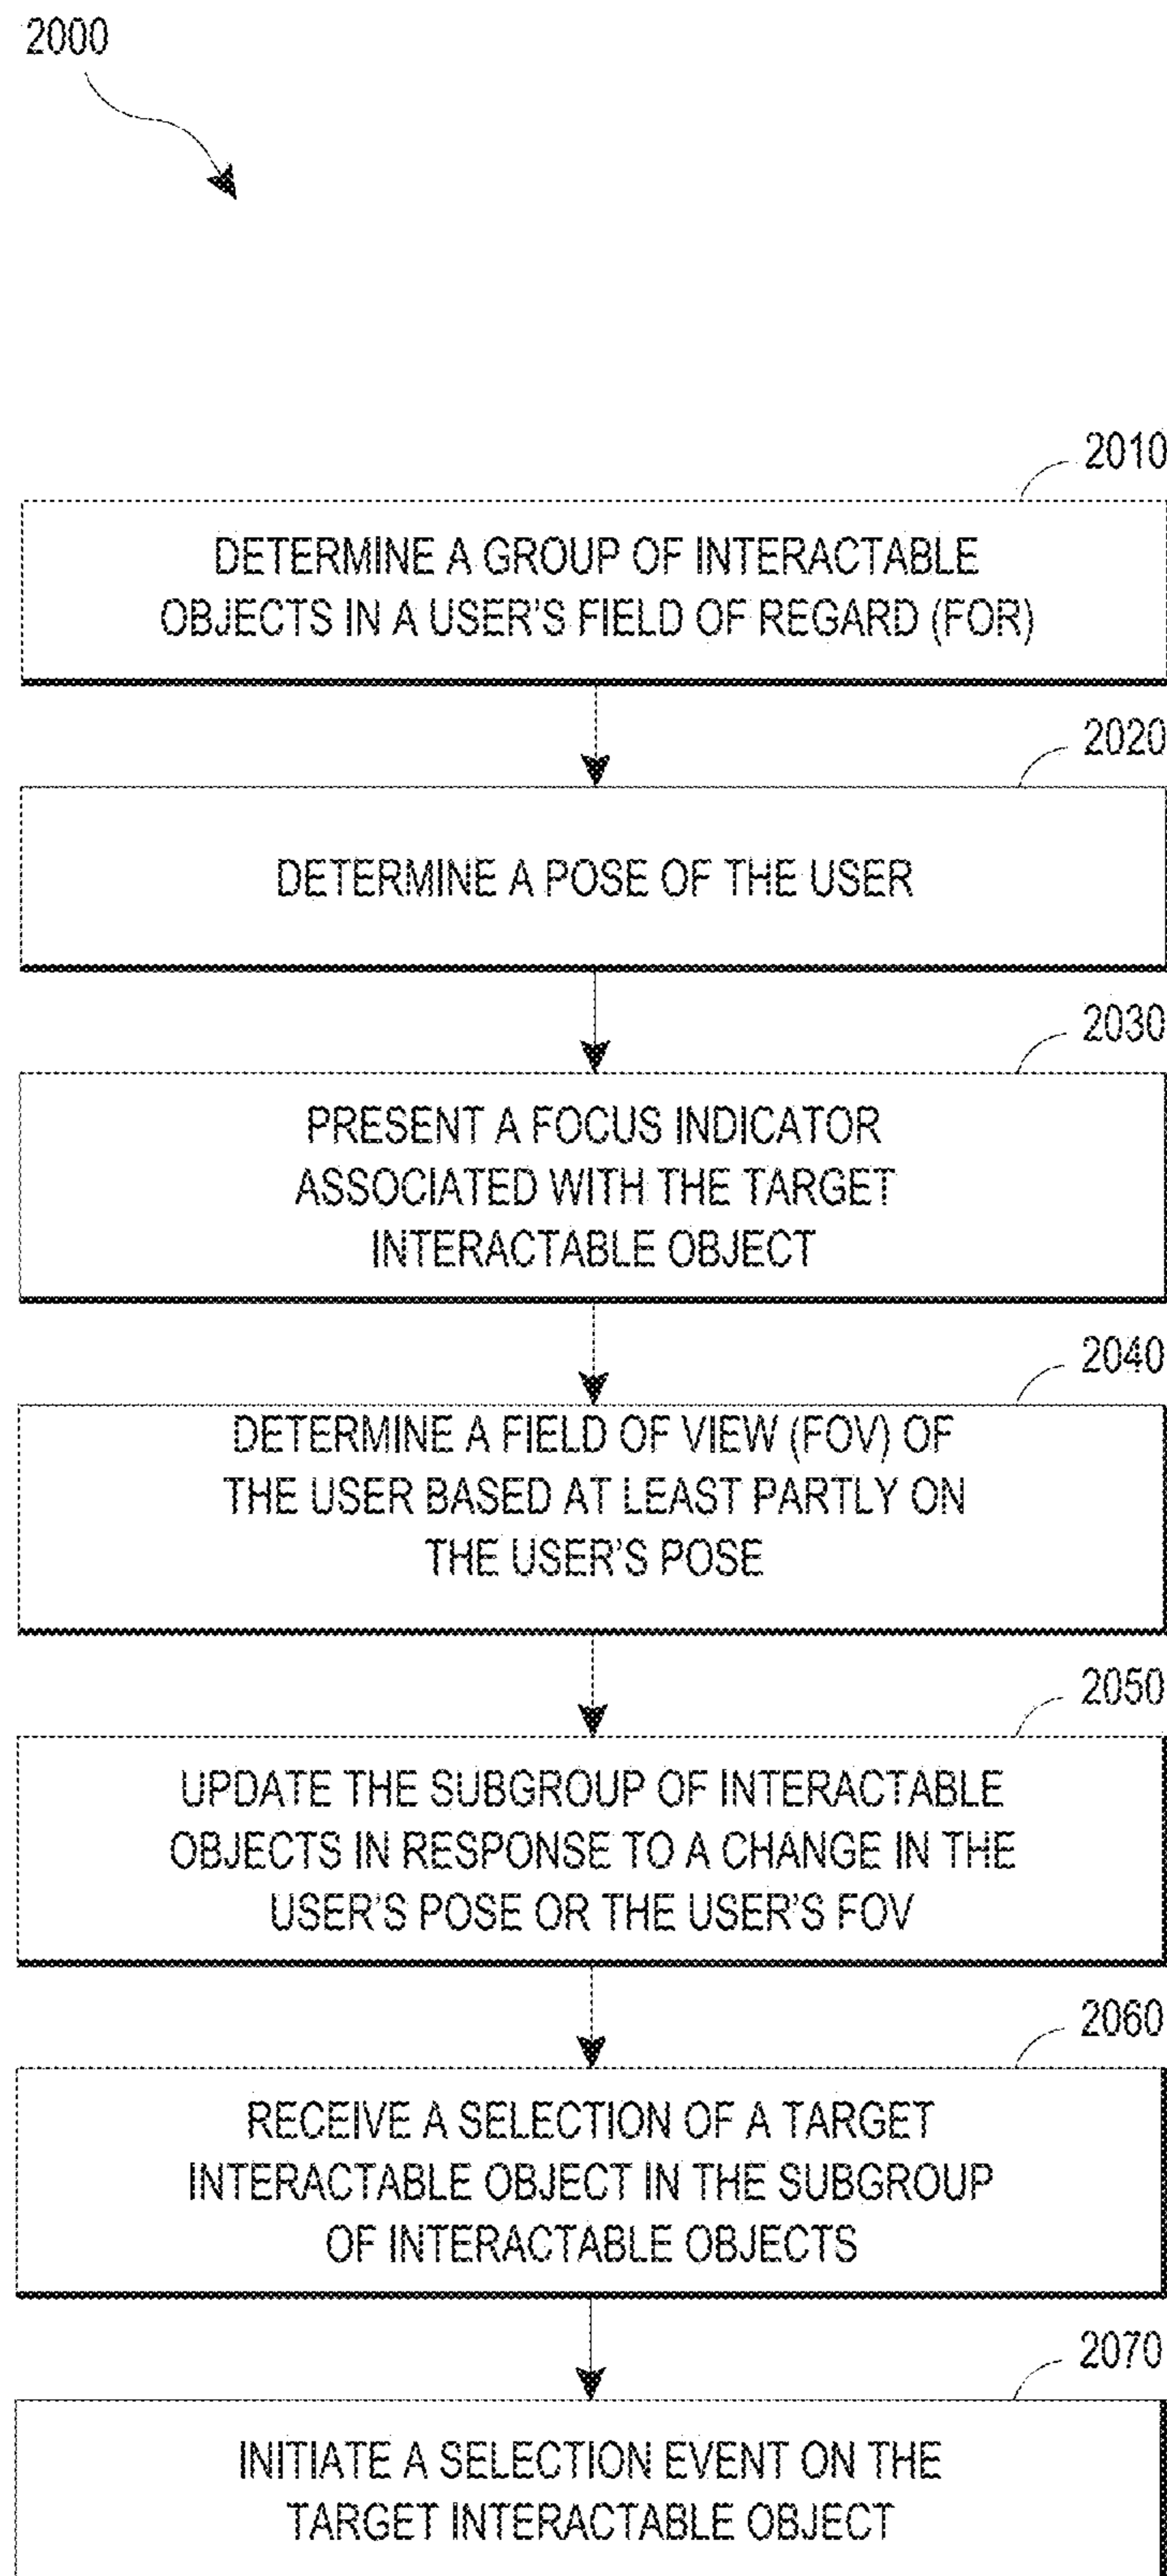 2000
2010
DETERMINE A GROUP OF INTERACTABLE
OBJECTS IN A USER'S FIELD OF REGARD (FOR)
2020
DETERMINE A POSE OF THE USER
2030
PRESENT A FOCUS INDICATOR
ASSOCIATED WITH THE TARGET
INTERACTABLE OBJECT
2040
DETERMINE A FIELD OF VIEW (FOV) OF
THE USER BASED AT LEAST PARTLY ON
THE USER'S POSE
2050
UPDATE THE SUBGROUP OF INTERACTABLE
OBJECTS IN RESPONSE TO A CHANGE IN THE
USER'S POSE OR THE USER'S FOV
2060
RECEIVE A SELECTION OF A TARGET
INTERACTABLE OBJECT IN THE SUBGROUP
OF INTERACTABLE OBJECTS
2070
INITIATE A SELECTION EVENT ON THE
TARGET INTERACTABLE OBJECT